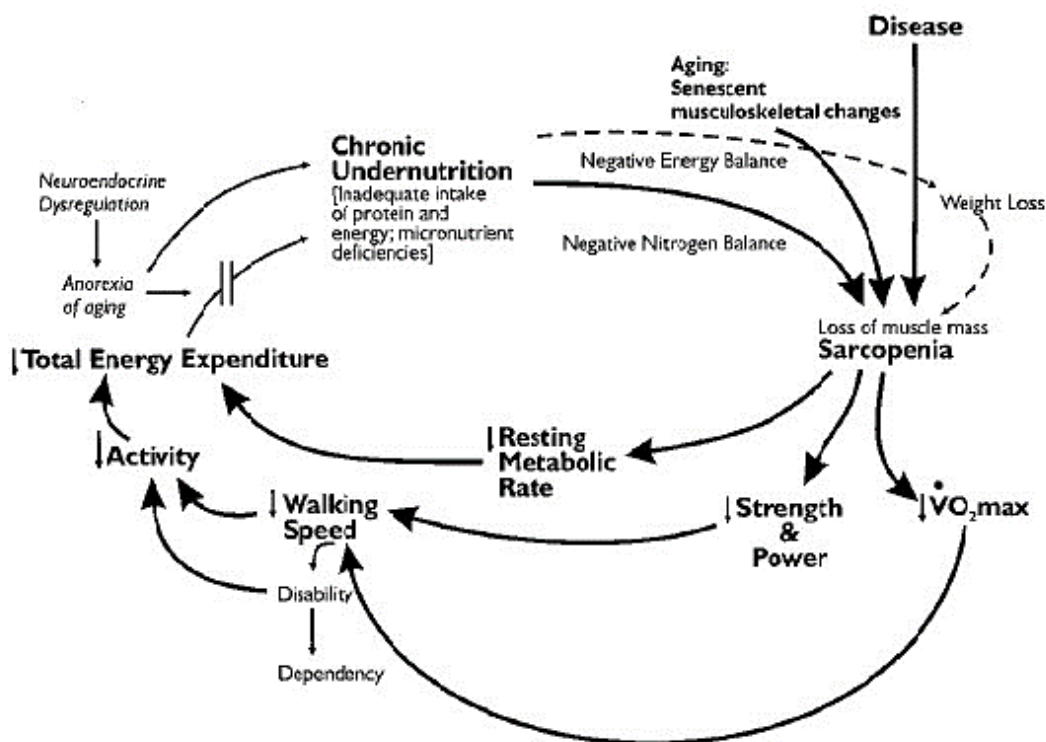 Disease
Aging:
Senescent
musculoskeletal changes
Chronic
Undernutrition
[Inadequate intake
of protein and
energy; micronutrient
deficiencies]
Negative Energy Balance
Neuroendocrine
Dysregulation
Weight Loss
Negative Nitrogen Balance
Anorexia
of aging
Loss of muscle mass
Sarcopenia
↓Total Energy Expenditure
↓Resting
Metabolic
Rate
↓Activity
↓Walking
Speed
↓Strength
&
Power
↓V̇O₂max
Disability
Dependency